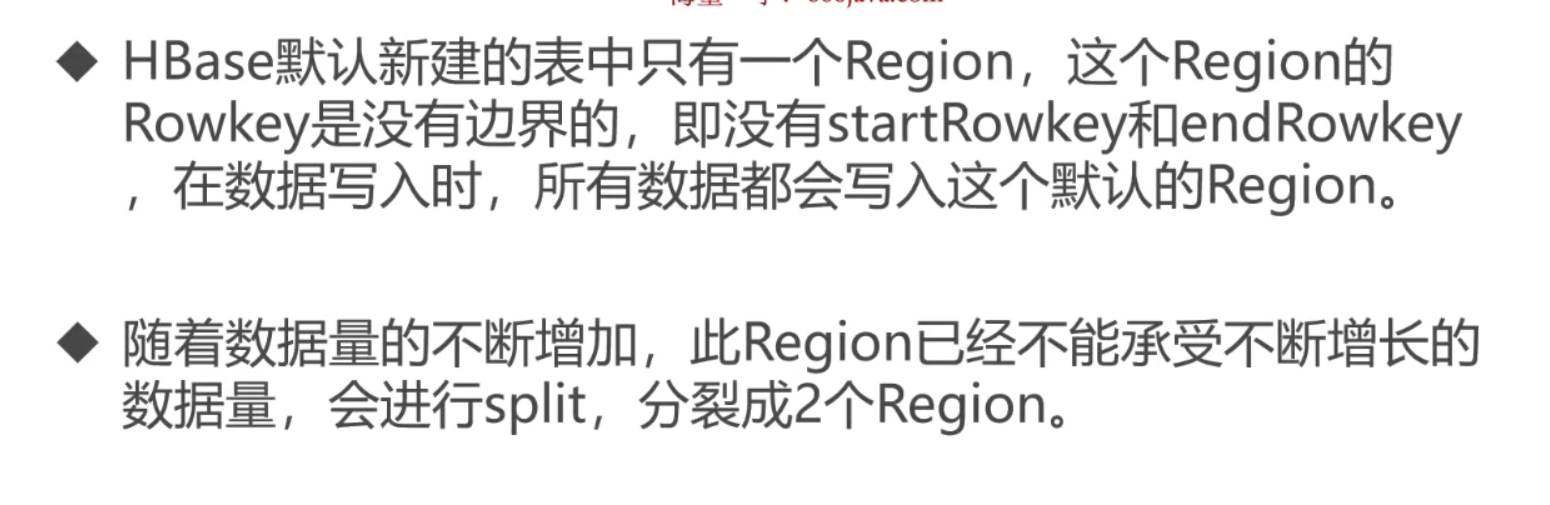 ◆ HBase默认新建的表中只有一个Region，这个Region的
Rowkey是没有边界的，即没有startRowkey和endRowkey
，在数据写入时，所有数据都会写入这个默认的Region。
◆ 随着数据量的不断增加，此Region已经不能承受不断增长的
数据量，会进行split，分裂成2个Region。